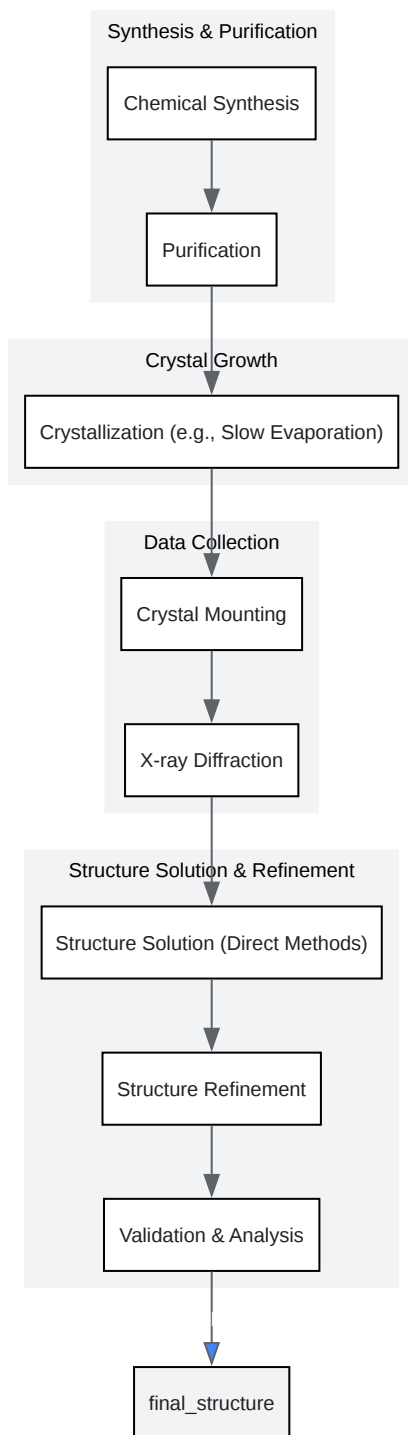 Synthesis & Purification
Chemical Synthesis
Purification
Crystal Growth
Crystallization (e.g., Slow Evaporation)
Data Collection
Crystal Mounting
X-ray Diffraction
Structure Solution & Refinement
Structure Solution (Direct Methods)
Structure Refinement
Validation & Analysis
final_structure